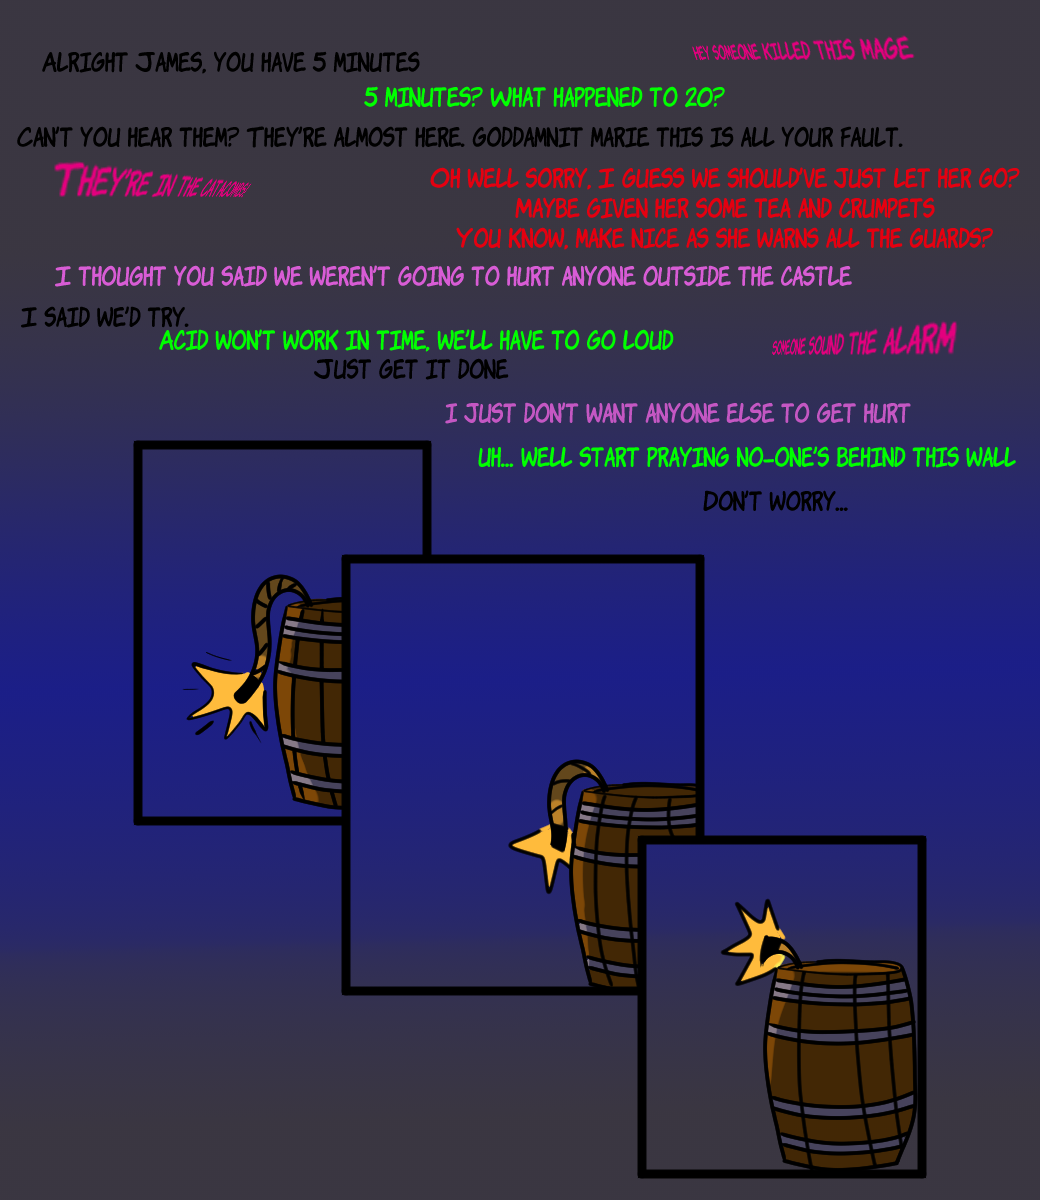 ALRIGHT JAMES, YOU HAVE 5 MINUTES
HEY SOMEONE KILLED THIS MAGE
5 MINUTES? WHAT HAPPENED TO 20?
CAN'T YOU HEAR THEM? THEY'RE ALMOST HERE. GODDAMNIT MARIE THIS IS ALL YOUR FAULT.
THEY'RE IN THE CATACOMBS!
OH WELL SORRY, I GUESS WE SHOULD'VE JUST LET HER GO?
MAYBE GIVEN HER SOME TEA AND CRUMPETS
YOU KNOW, MAKE NICE AS SHE WARNS ALL THE GUARDS?
I THOUGHT YOU SAID WE WEREN'T GOING TO HURT ANYONE OUTSIDE THE CASTLE
I SAID WE'D TRY.
ACID WON'T WORK IN TIME, WE'LL HAVE TO GO LOUD
SOMEONE SOUND THE ALARM
JUST GET IT DONE
I JUST DON'T WANT ANYONE ELSE TO GET HURT
UH... WELL START PRAYING NO-ONE'S BEHIND THIS WALL
DON'T WORRY...